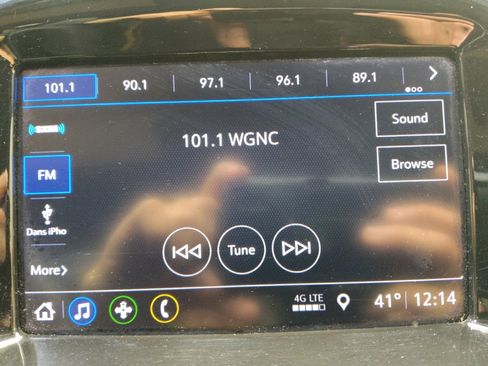 101.1 90.1 97.1 96.1 89.1
SXM
101.1 WGNC
Sound
FM
Browse
Dans iPho
Tune
More
4G LTE
41° 12:14